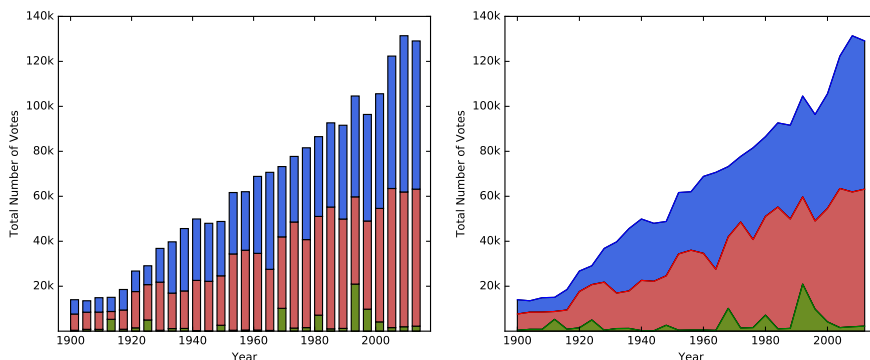 140k
120k
100k
80k
60k
40k
20k
Total Number of Votes
1900 1920 1940 1960 1980 2000
Year
140k
120k
100k
80k
60k
40k
20k
Total Number of Votes
1900 1920 1940 1960 1980 2000
Year